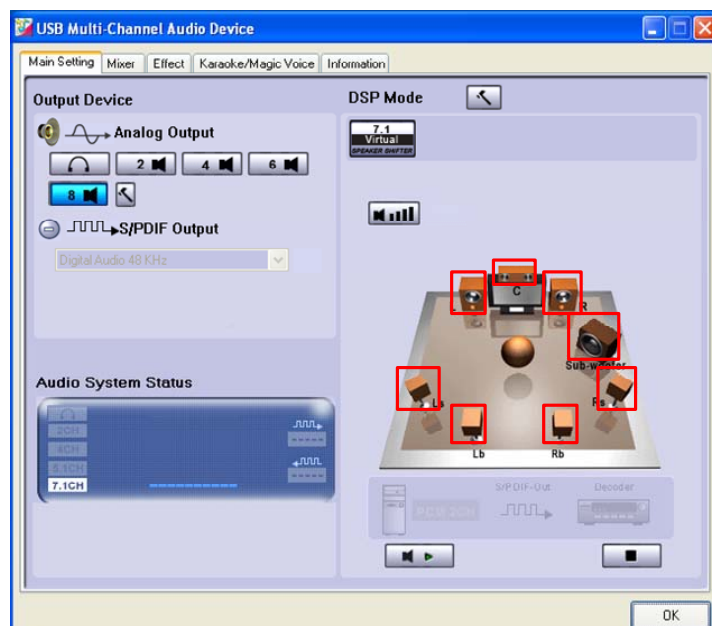 USB Multi-Channel Audio Device
Main Setting
Mixer
Effect
Karaoke/Magic Voice
Information
Output Device
Analog Output
2
4
6
8
S/PDIF Output
Digital Audio 48 KHz
Audio System Status
2CH
4CH
5.1CH
7.1CH
DSP Mode
7.1
Virtual
SPEAKER SHIFTER
C
L
R
Sub-woofer
Ls
Rs
Lb
Rb
S/PDIF-Out
Decoder
PCM 2CH
OK